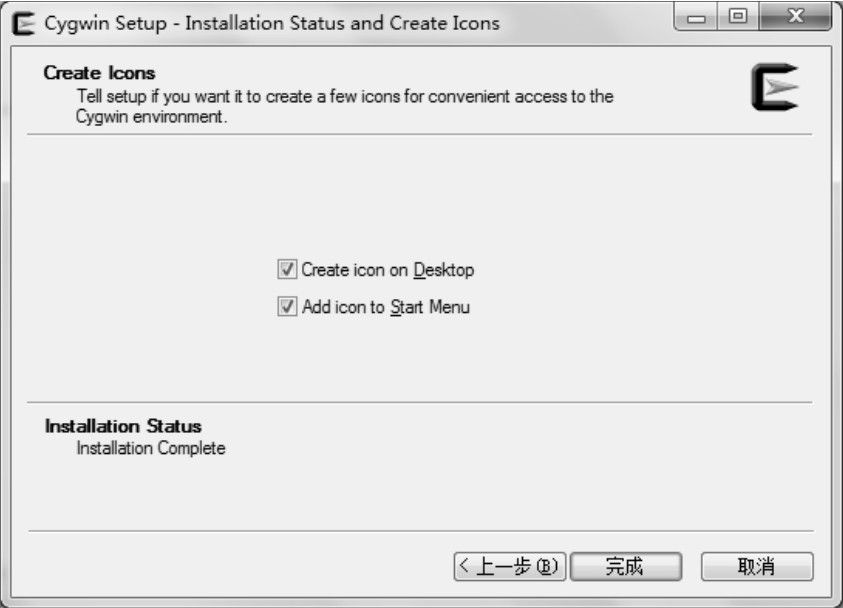 Cygwin Setup - Installation Status and Create Icons
Create Icons
Tell setup if you want it to create a few icons for convenient access to the
Cygwin environment.
Create icon on Desktop
Add icon to Start Menu
Installation Status
Installation Complete
< 上一步(B) 完成 取消